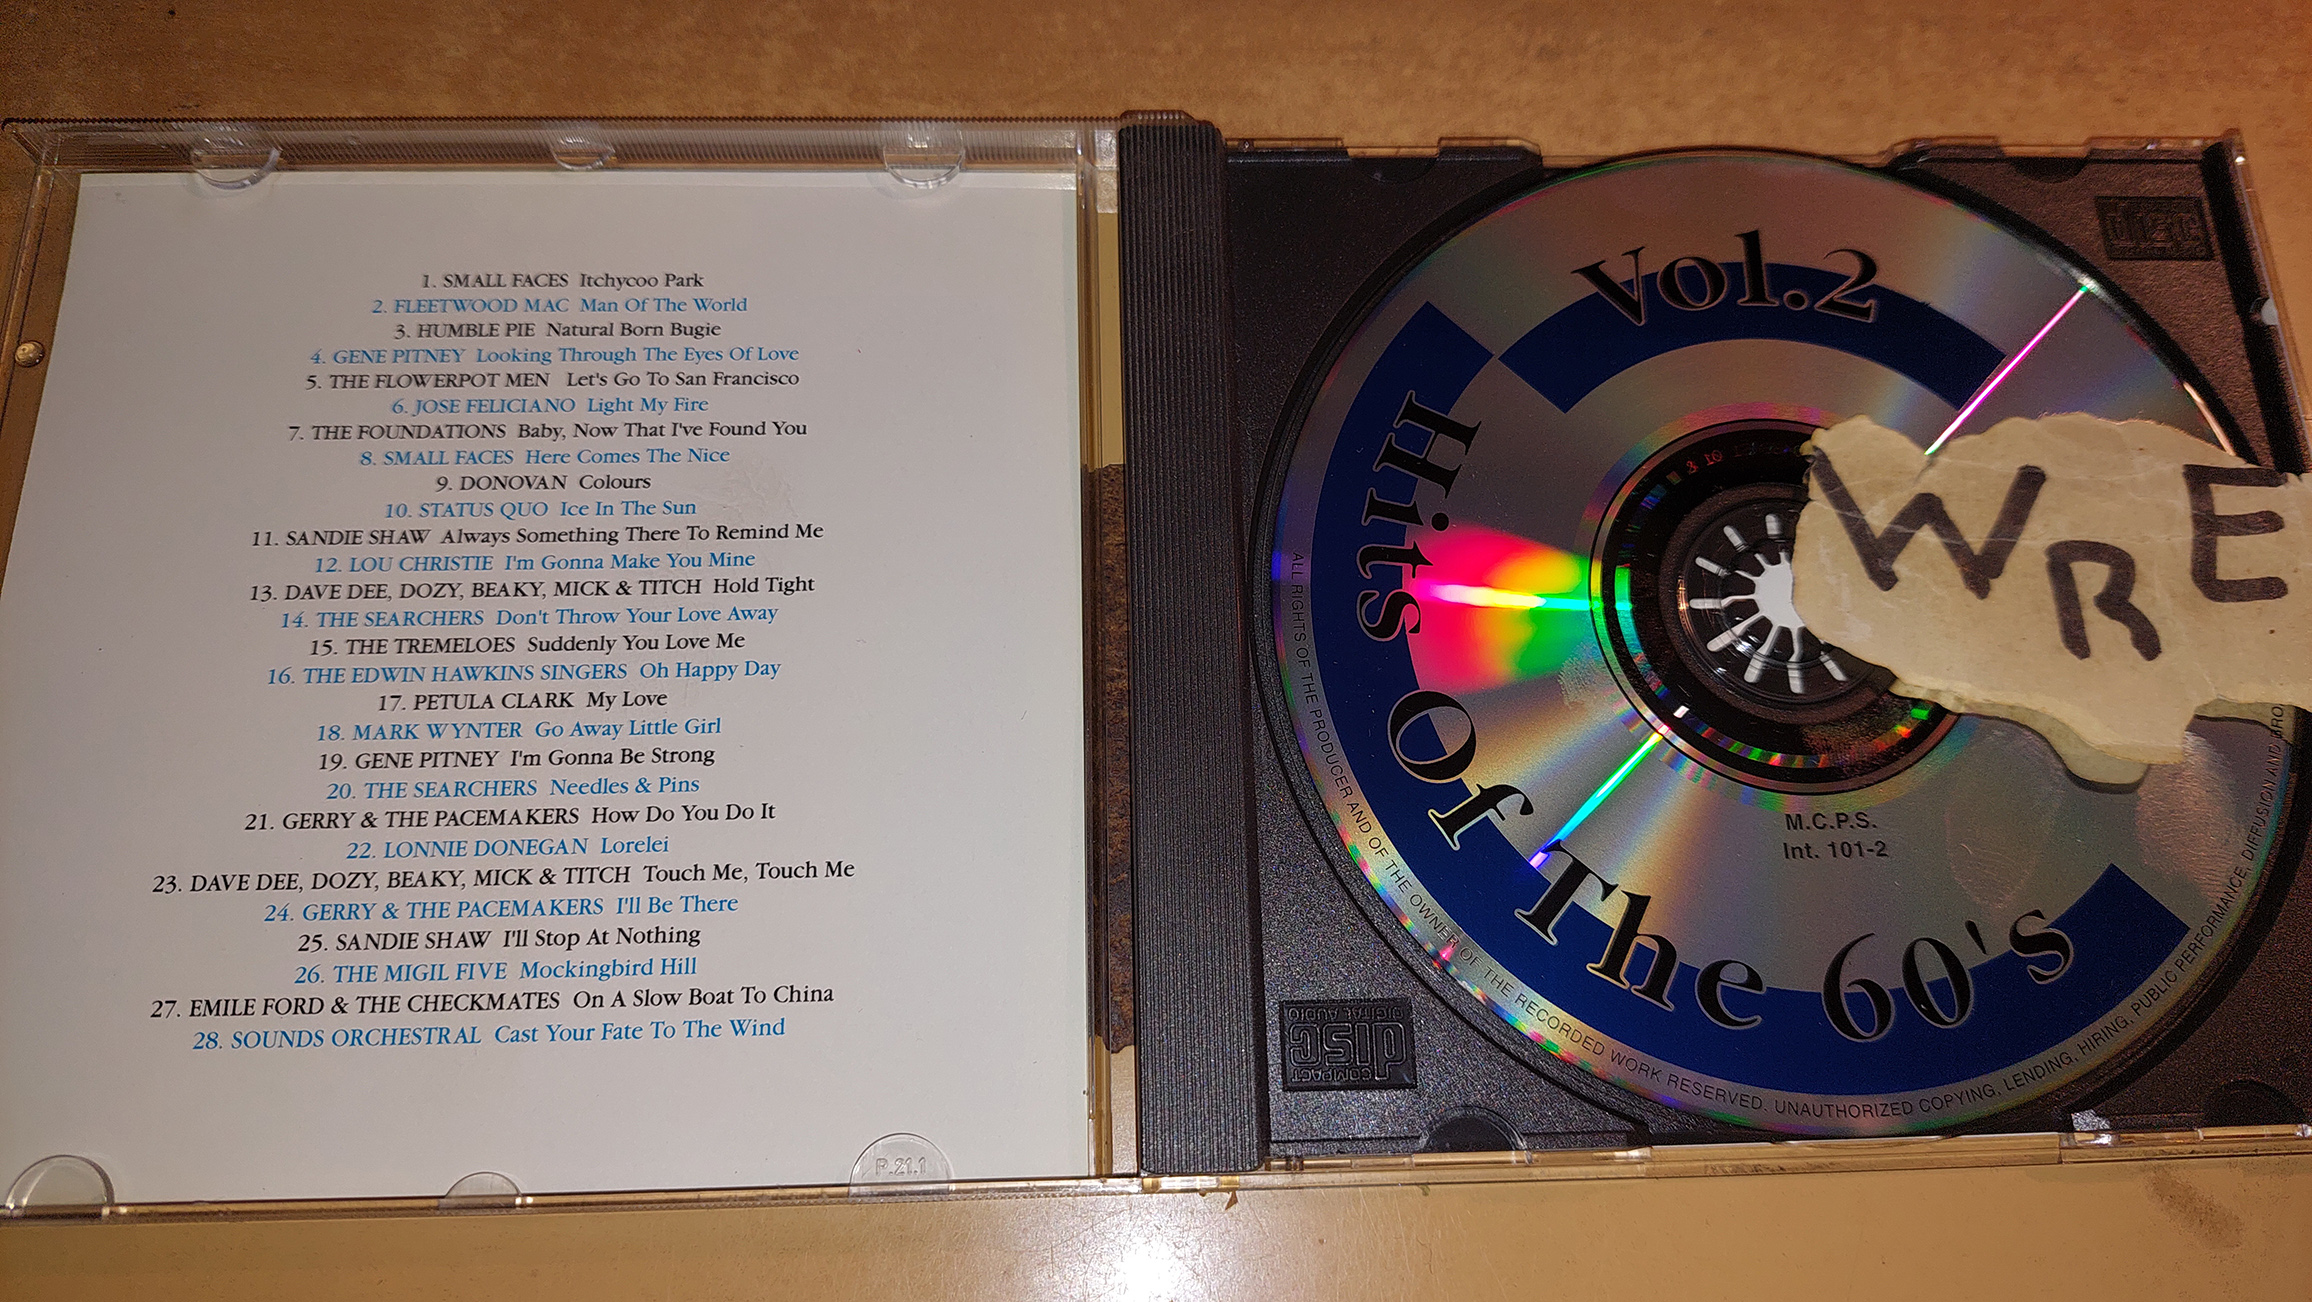 1. SMALL FACES Itchycoo Park
2. FLEETWOOD MAC Man Of The World
3. HUMBLE PIE Natural Born Bugie
4. GENE PITNEY Looking Through The Eyes Of Love
5. THE FLOWERPOT MEN Let's Go To San Francisco
6. JOSE FELICIANO Light My Fire
7. THE FOUNDATIONS Baby, Now That I've Found You
8. SMALL FACES Here Comes The Nice
9. DONOVAN Colours
10. STATUS QUO Ice In The Sun
11. SANDIE SHAW Always Something There To Remind Me
12. LOU CHRISTIE I'm Gonna Make You Mine
13. DAVE DEE, DOZY, BEAKY, MICK & TITCH Hold Tight
14. THE SEARCHERS Don't Throw Your Love Away
15. THE TREMELOES Suddenly You Love Me
16. THE EDWIN HAWKINS SINGERS Oh Happy Day
17. PETULA CLARK My Love
18. MARK WYNTER Go Away Little Girl
19. GENE PITNEY I'm Gonna Be Strong
20. THE SEARCHERS Needles & Pins
21. GERRY & THE PACEMAKERS How Do You Do It
22. LONNIE DONEGAN Lorelei
23. DAVE DEE, DOZY, BEAKY, MICK & TITCH Touch Me, Touch Me
24. GERRY & THE PACEMAKERS I'll Be There
25. SANDIE SHAW I'll Stop At Nothing
26. THE MIGIL FIVE Mockingbird Hill
27. EMILE FORD & THE CHECKMATES On A Slow Boat To China
28. SOUNDS ORCHESTRAL Cast Your Fate To The Wind
P.21.1
Vol.2
Hits Of The 60's
WRE
M.C.P.S.
Int. 101-2
ALL RIGHTS OF THE PRODUCER AND OF THE OWNER OF THE RECORDED WORK RESERVED. UNAUTHORIZED COPYING, LENDING, HIRING, PUBLIC PERFORMANCE, DIFFUSION AND BRO
COMPACT
disc
DIGITAL AUDIO
disc